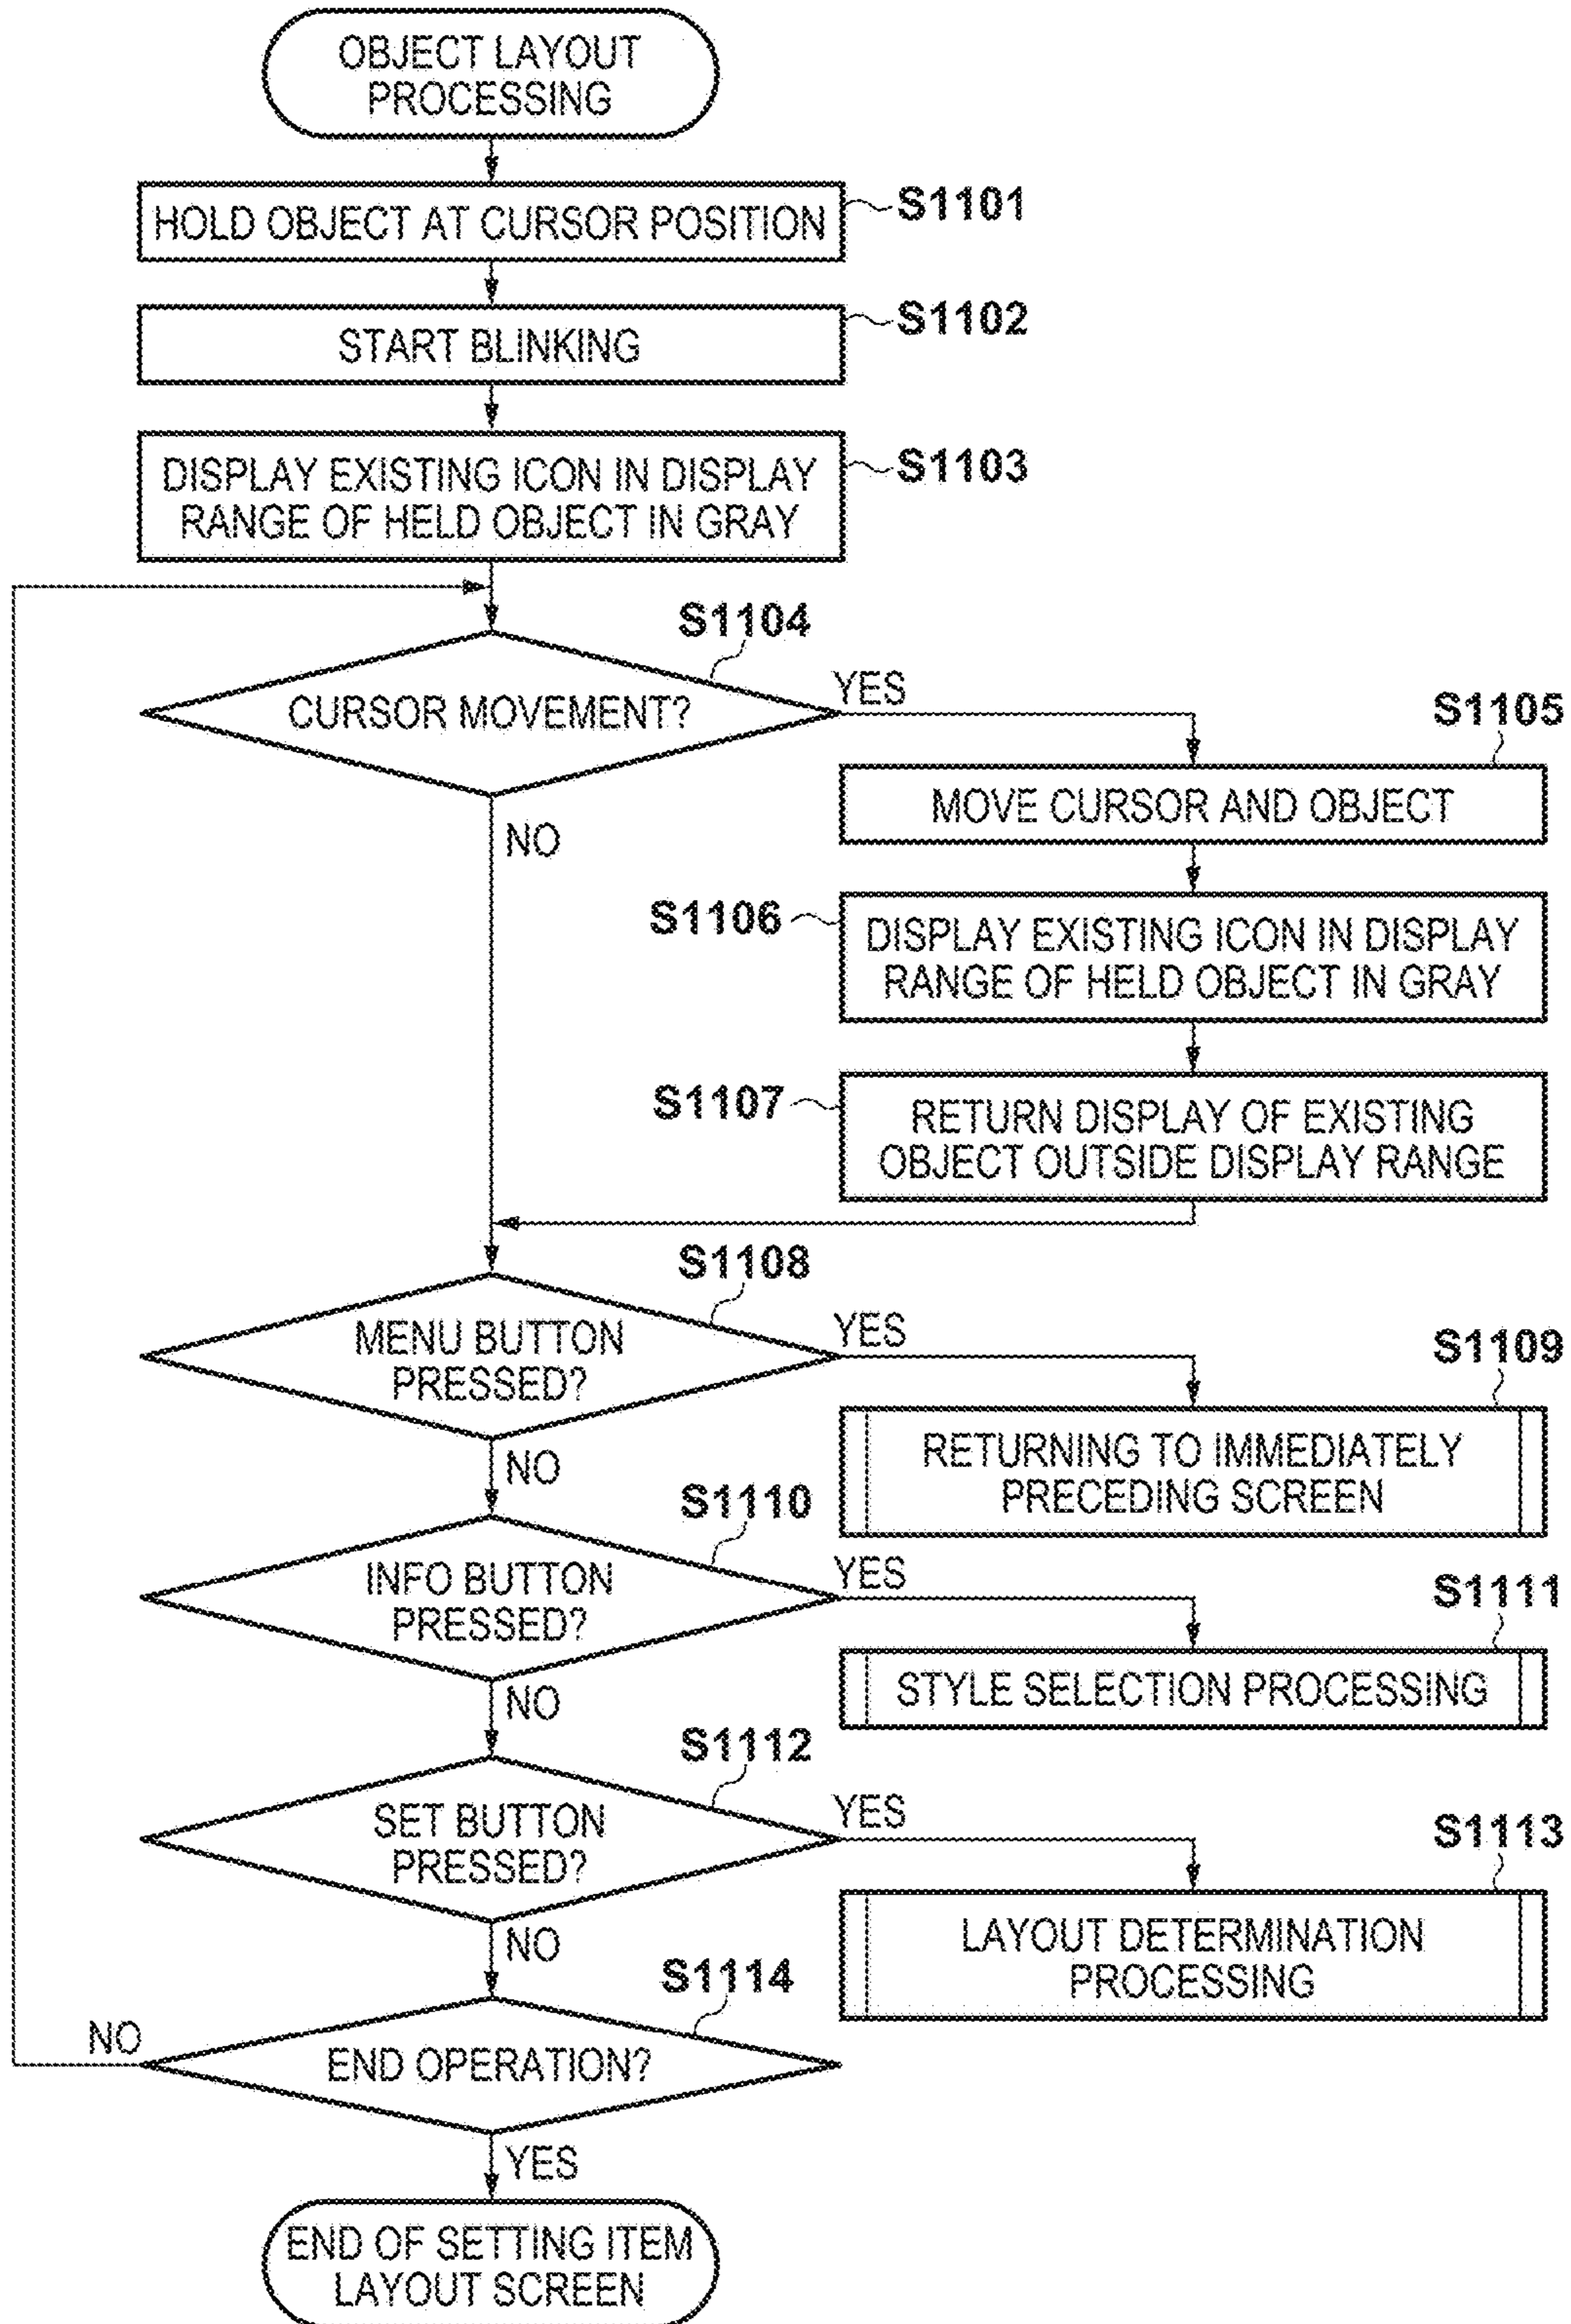 OBJECT LAYOUT
PROCESSING
HOLD OBJECT AT CURSOR POSITION
S1101
START BLINKING
S1102
DISPLAY EXISTING ICON IN DISPLAY
RANGE OF HELD OBJECT IN GRAY
S1103
S1104
CURSOR MOVEMENT?
YES
NO
S1105
MOVE CURSOR AND OBJECT
S1106
DISPLAY EXISTING ICON IN DISPLAY
RANGE OF HELD OBJECT IN GRAY
S1107
RETURN DISPLAY OF EXISTING
OBJECT OUTSIDE DISPLAY RANGE
S1108
MENU BUTTON
PRESSED?
YES
NO
S1109
RETURNING TO IMMEDIATELY
PRECEDING SCREEN
S1110
INFO BUTTON
PRESSED?
YES
NO
S1111
STYLE SELECTION PROCESSING
S1112
SET BUTTON
PRESSED?
YES
NO
S1113
LAYOUT DETERMINATION
PROCESSING
S1114
END OPERATION?
NO
YES
END OF SETTING ITEM
LAYOUT SCREEN